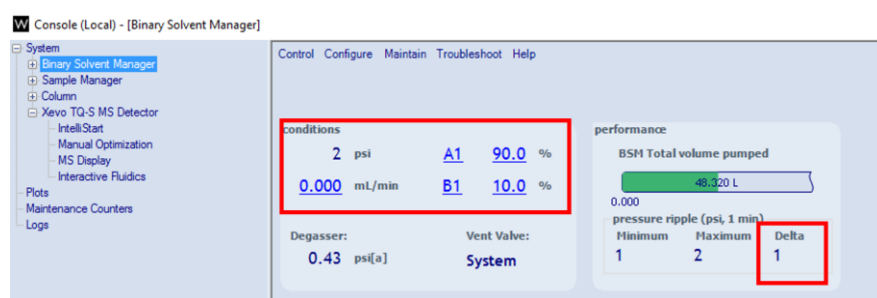 W Console (Local) - [Binary Solvent Manager]
System
Binary Solvent Manager
Sample Manager
Column
Xevo TQ-S MS Detector
IntelliStart
Manual Optimization
MS Display
Interactive Fluidics
Plots
Maintenance Counters
Logs
Control Configure Maintain Troubleshoot Help
conditions
2 psi A1 90.0 %
0.000 mL/min B1 10.0 %
Degasser: Vent Valve:
0.43 psi[a] System
performance
BSM Total volume pumped
48.320 L
0.000
pressure ripple (psi, 1 min)
Minimum Maximum Delta
1 2 1